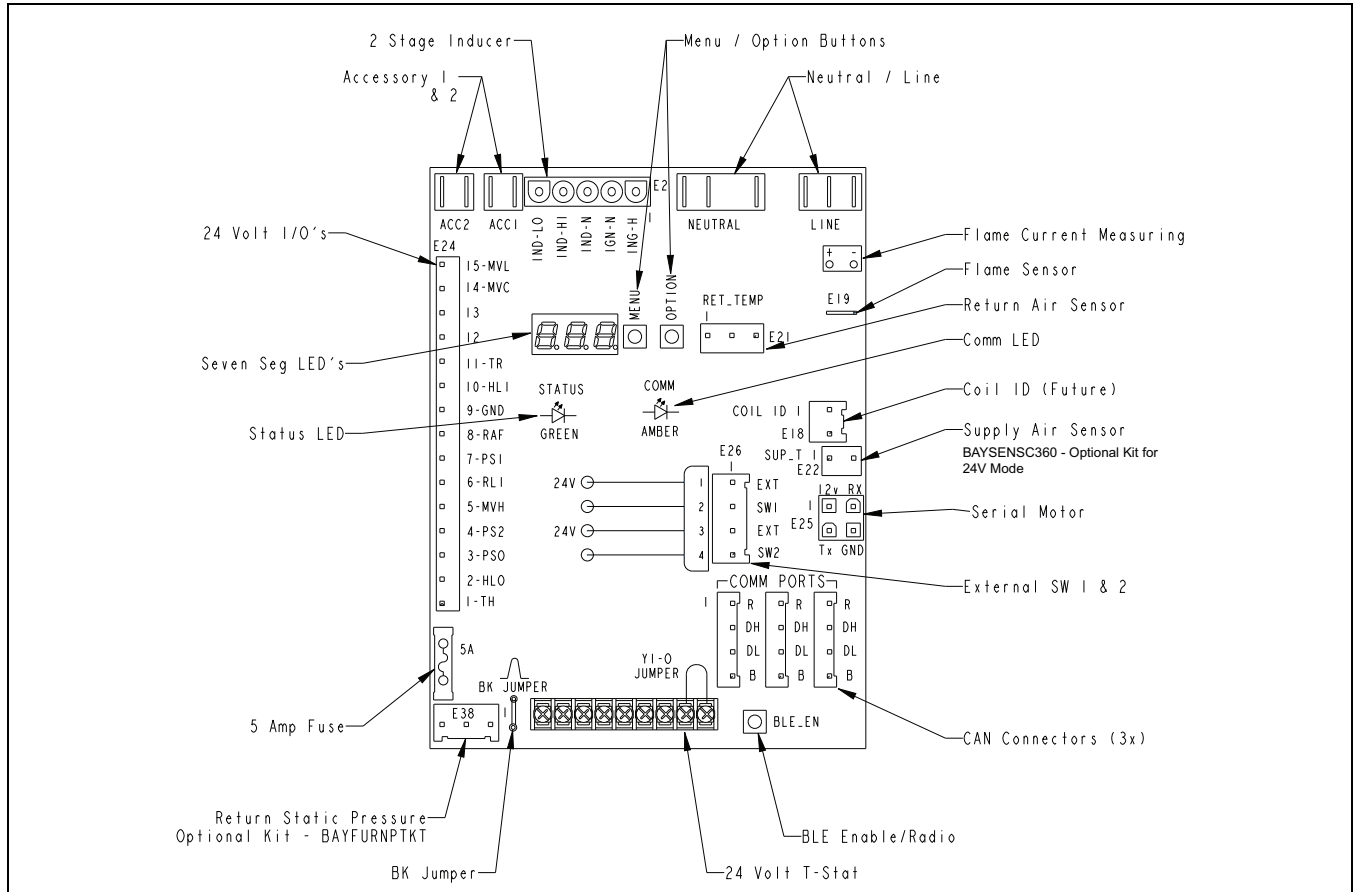 2 Stage Inducer
Menu / Option Buttons
Accessory 1
& 2
Neutral / Line
E2
1
ACC2
ACC1
IND-LO
IND-HI
IND-N
IGN-N
ING-H
NEUTRAL
LINE
24 Volt I/O's
E24
15-MVL
14-MVC
13
12
11-TR
10-HLI
9-GND
8-RAF
7-PS1
6-RLI
5-MVH
4-PS2
3-PSO
2-HLO
1-TH
+ -
Flame Current Measuring
E19
Flame Sensor
MENU
OPTION
RET_TEMP
1
E21
Return Air Sensor
Seven Seg LED's
Comm LED
STATUS
GREEN
COMM
AMBER
Status LED
COIL ID 1
E18
Coil ID (Future)
SUP_T 1
E22
Supply Air Sensor
BAYSENSC360 - Optional Kit for
24V Mode
E26
1
24V
1 EXT
2 SW1
24V
3 EXT
4 SW2
12v RX
1
E25
Tx GND
Serial Motor
External SW 1 & 2
COMM PORTS
1
R R R
DH DH DH
DL DL DL
B B B
5A
5 Amp Fuse
BK JUMPER
1
Y1-O
JUMPER
E38
BLE_EN
CAN Connectors (3x)
Return Static Pressure
Optional Kit - BAYFURNPTKT
BLE Enable/Radio
BK Jumper
24 Volt T-Stat